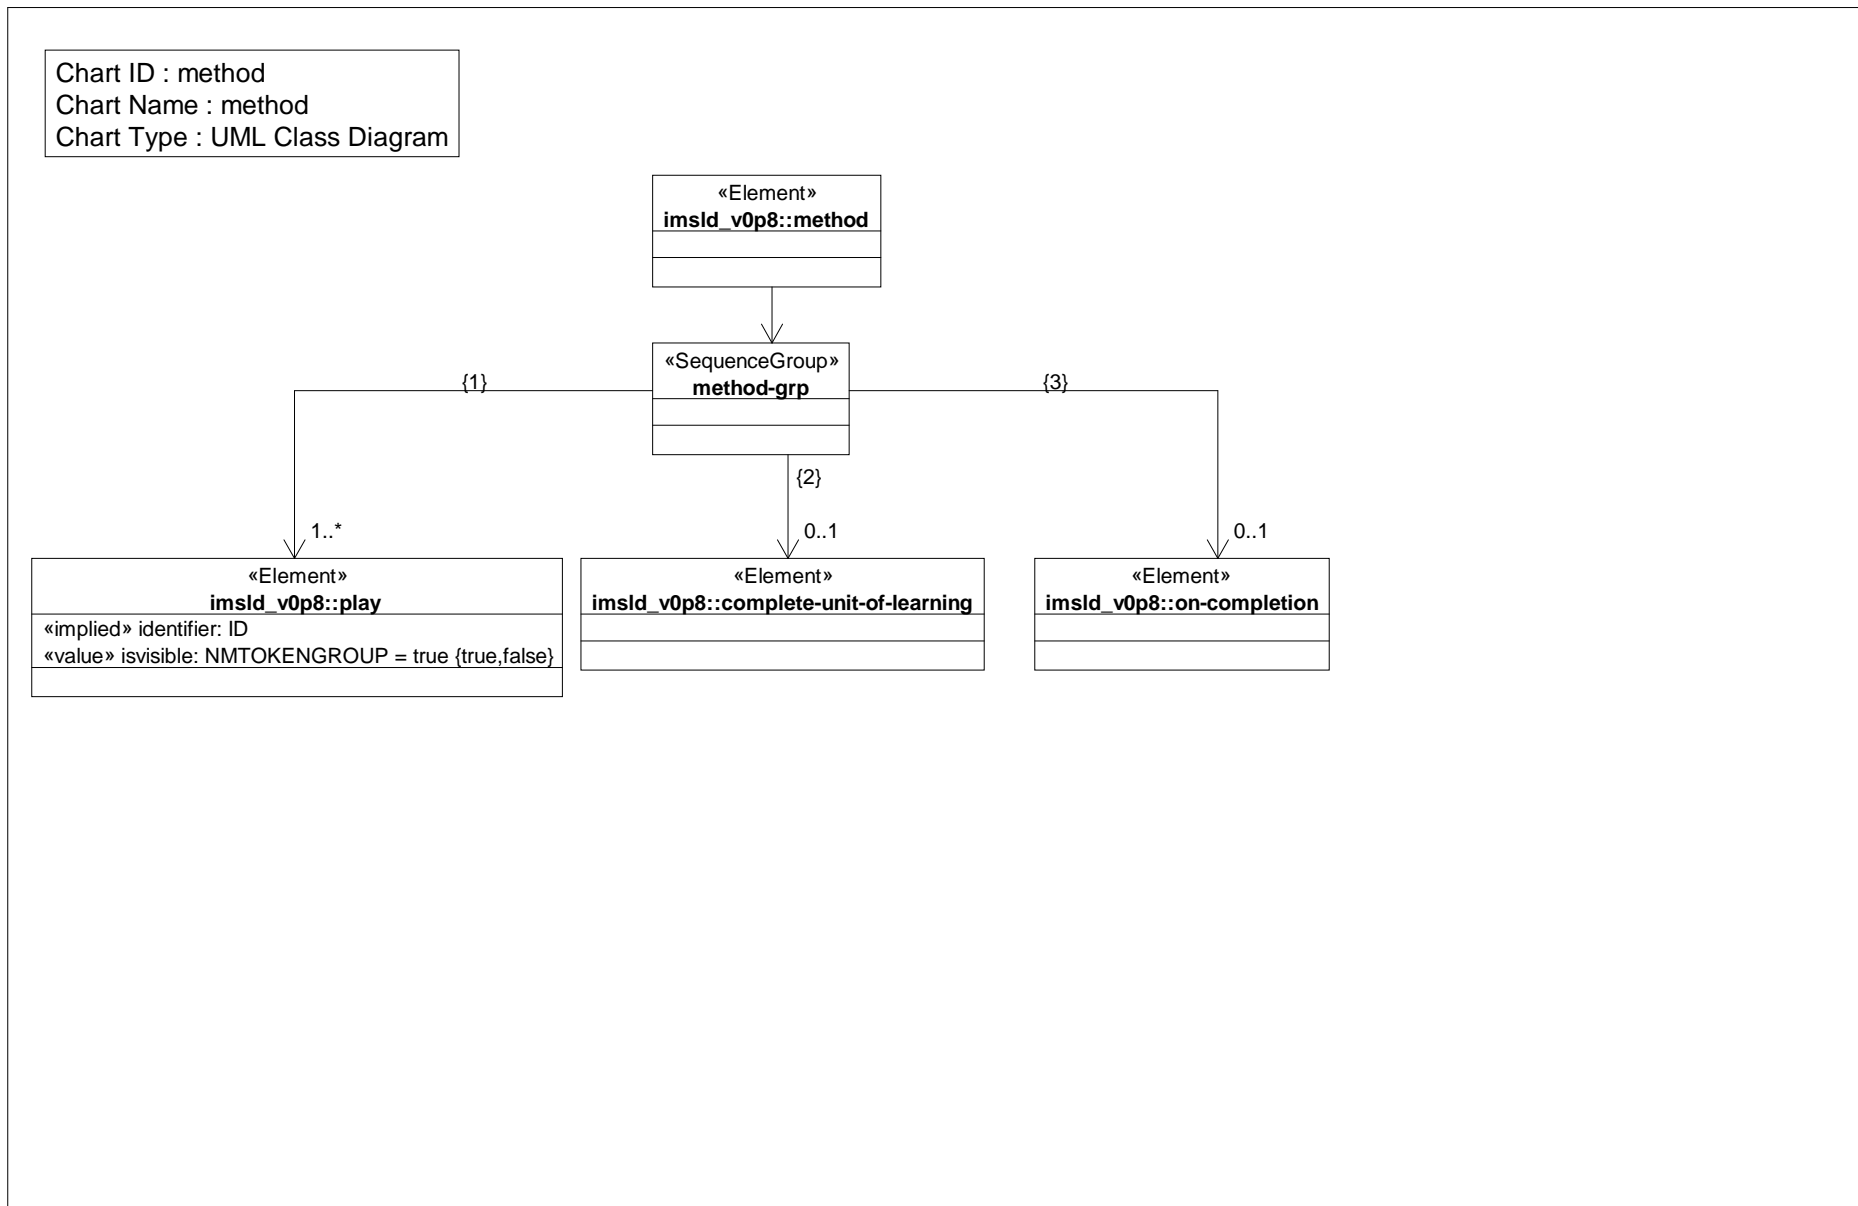 Chart ID : method
Chart Name : method
Chart Type : UML Class Diagram
«Element»
imsld_v0p8::method
«SequenceGroup»
method-grp
{1}
{3}
{2}
1..*
0..1
0..1
«Element»
imsld_v0p8::play
«implied» identifier: ID
«value» isvisible: NMTOKENGROUP = true {true,false}
«Element»
imsld_v0p8::complete-unit-of-learning
«Element»
imsld_v0p8::on-completion